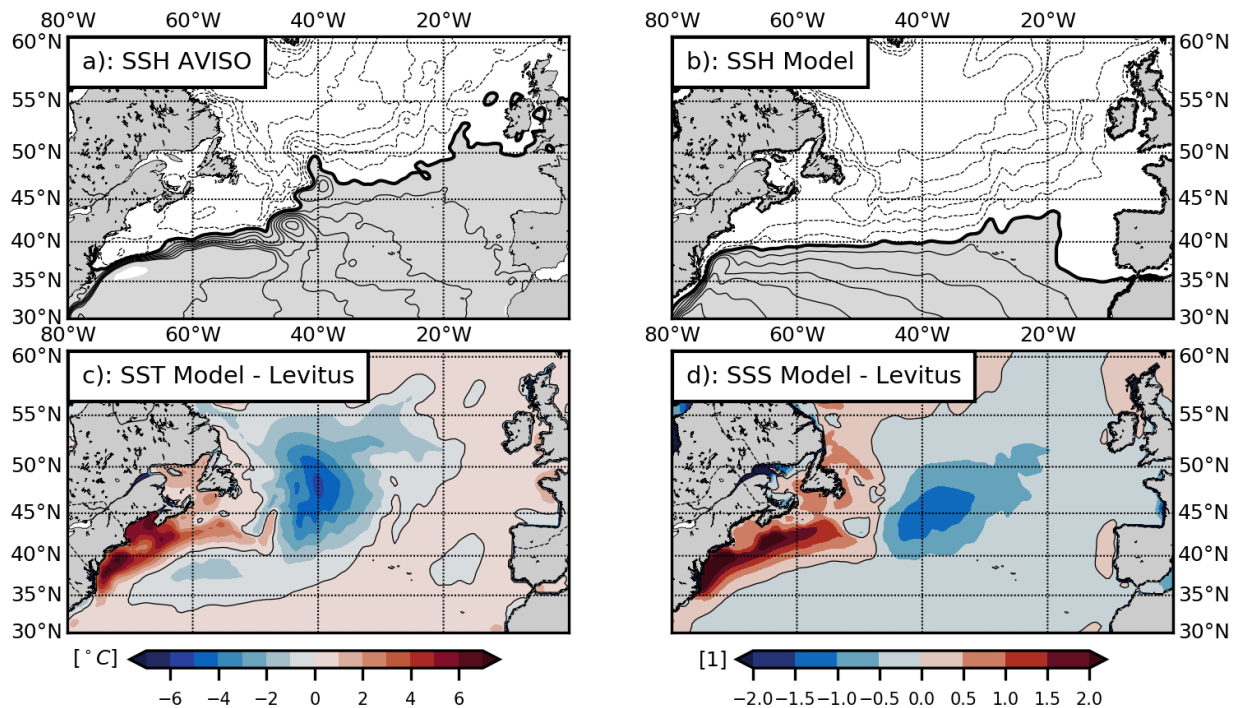 80°W 60°W 40°W 20°W
80°W 60°W 40°W 20°W
60°N
a): SSH AVISO
55°N
50°N
45°N
40°N
35°N
30°N
80°W 60°W 40°W 20°W
b): SSH Model
60°N
55°N
50°N
45°N
40°N
35°N
30°N
80°W 60°W 40°W 20°W
60°N
c): SST Model - Levitus
55°N
50°N
45°N
40°N
35°N
30°N
d): SSS Model - Levitus
60°N
55°N
50°N
45°N
40°N
35°N
30°N
[°C]
−6 −4 −2 0 2 4 6
[1]
−2.0 −1.5 −1.0 −0.5 0.0 0.5 1.0 1.5 2.0